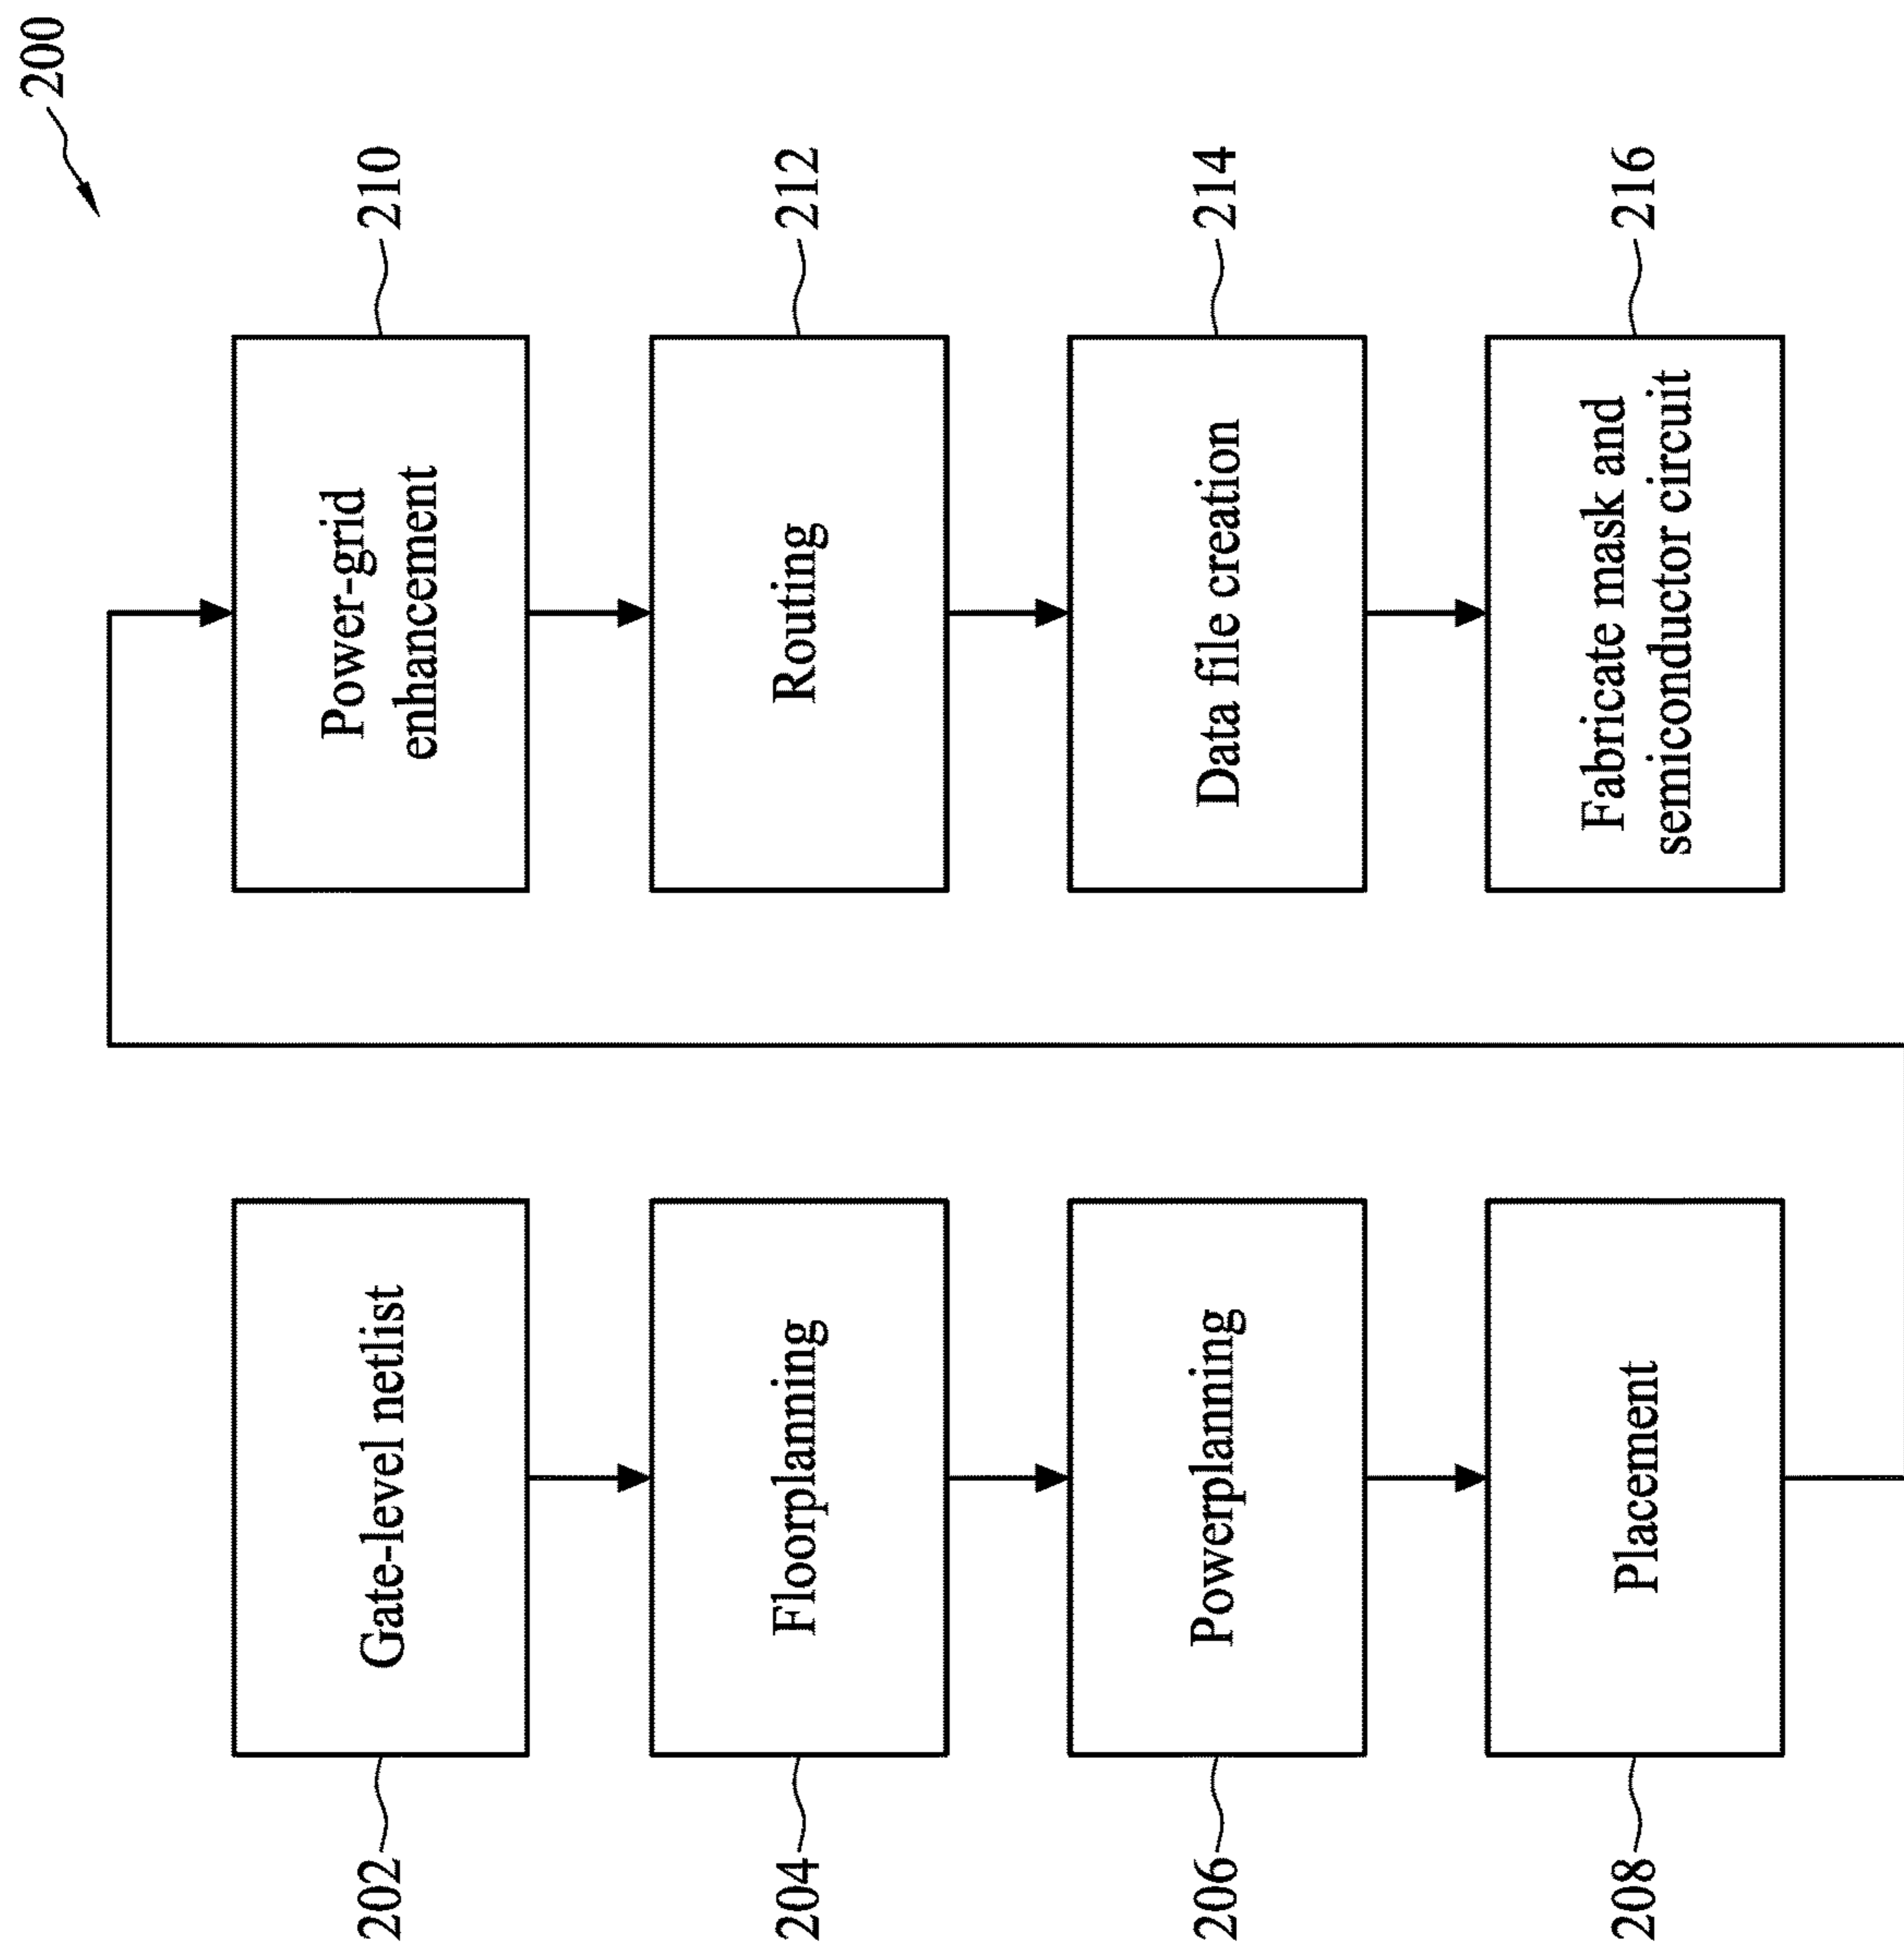 200
202
Gate-level netlist
204
Floorplanning
206
Powerplanning
208
Placement
Power-grid
enhancement
210
Routing
212
Data file creation
214
Fabricate mask and
semiconductor circuit
216